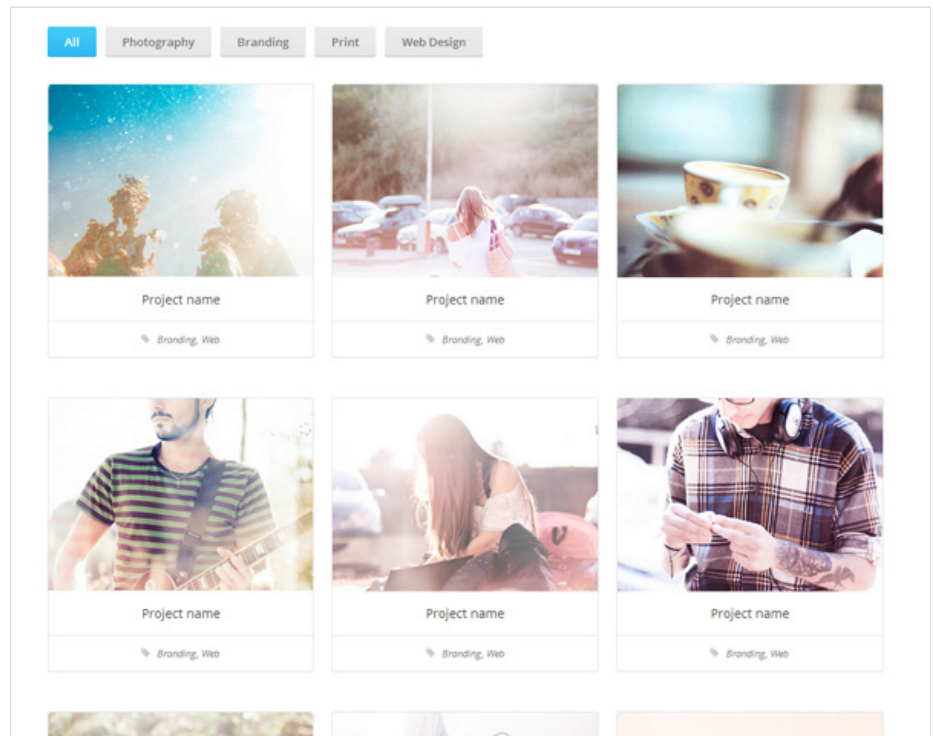 All Photography Branding Print Web Design
Project name Project name Project name
Branding, Web Branding, Web Branding, Web
Project name Project name Project name
Branding, Web Branding, Web Branding, Web